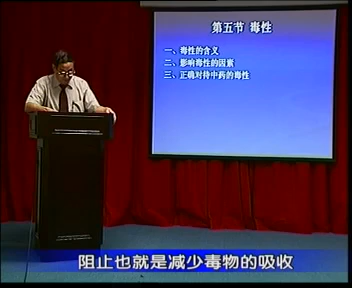 第五节 毒性
一、毒性的含义
二、影响毒性的因素
三、正确对待中药的毒性
阻止也就是减少毒物的吸收